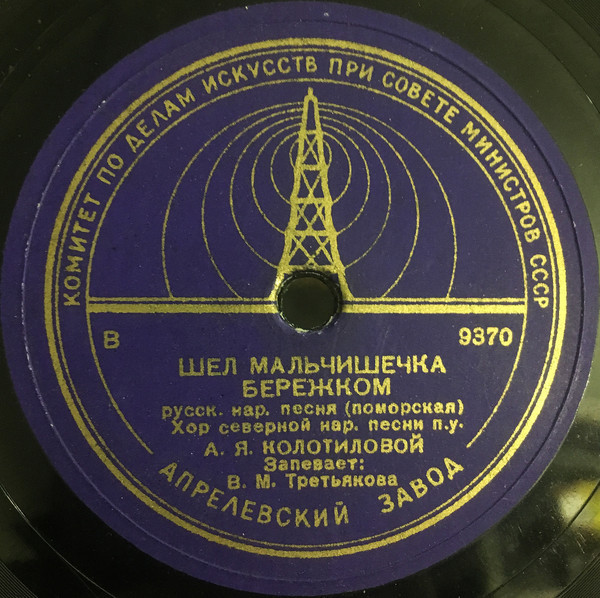 КОМИТЕТ ПО ДЕЛАМ ИСКУССТВ ПРИ СОВЕТЕ МИНИСТРОВ СССР
В 9370
ШЕЛ МАЛЬЧИШЕЧКА
БЕРЕЖКОМ
русск. нар. песня (поморская)
Хор северной нар. песни п.у.
А. Я. КОЛОТИЛОВОЙ
Запевает:
В. М. Третьякова
АПРЕЛЕВСКИЙ ЗАВОД